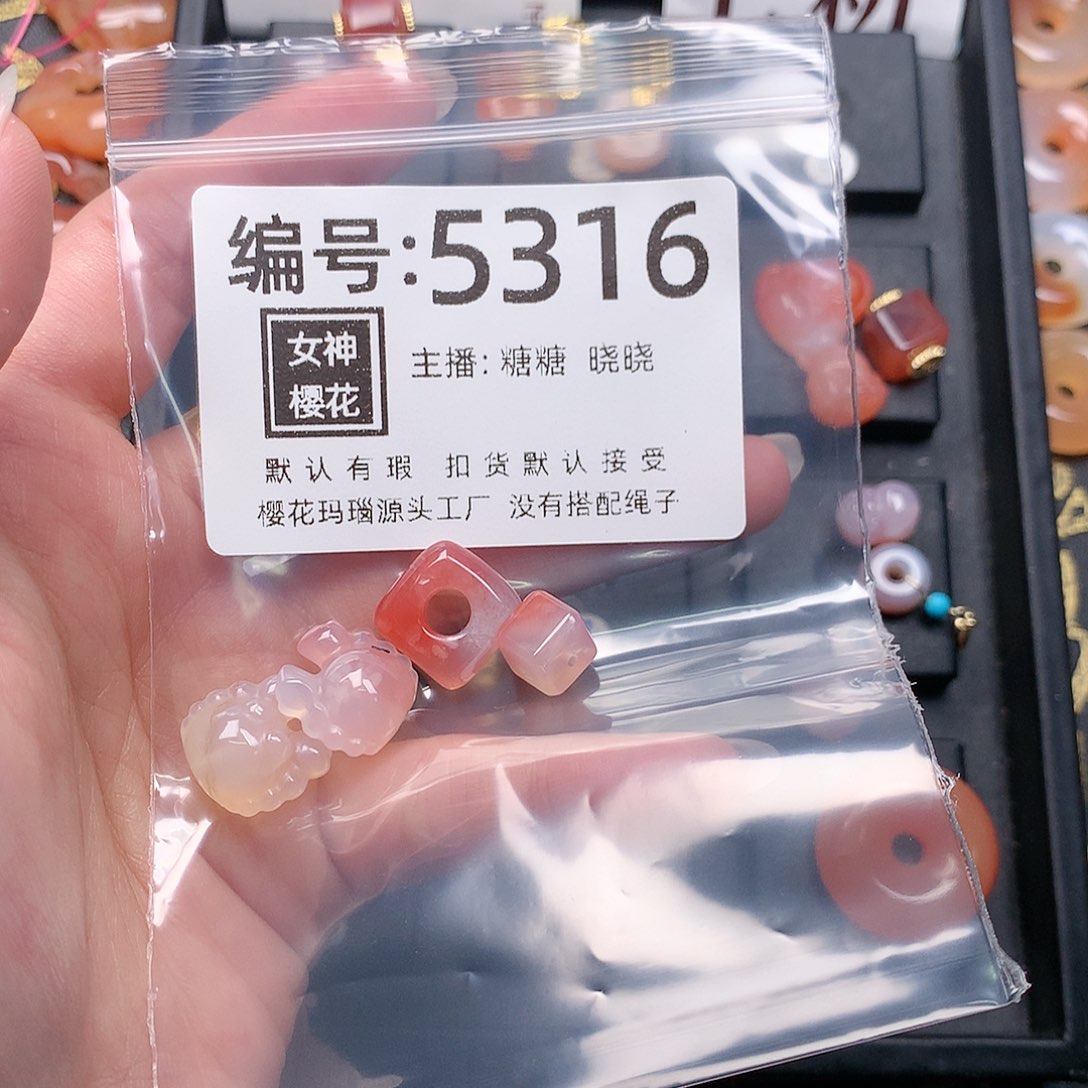 编号:5316
女神
樱花
主播: 糖糖 晓晓
默认有瑕 扣货默认接受
樱花玛瑙源头工厂 没有搭配绳子